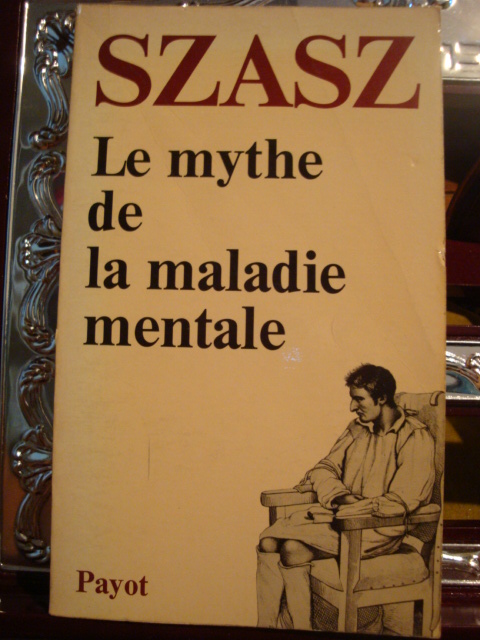 SZASZ
Le mythe
de
la maladie
mentale
Payot